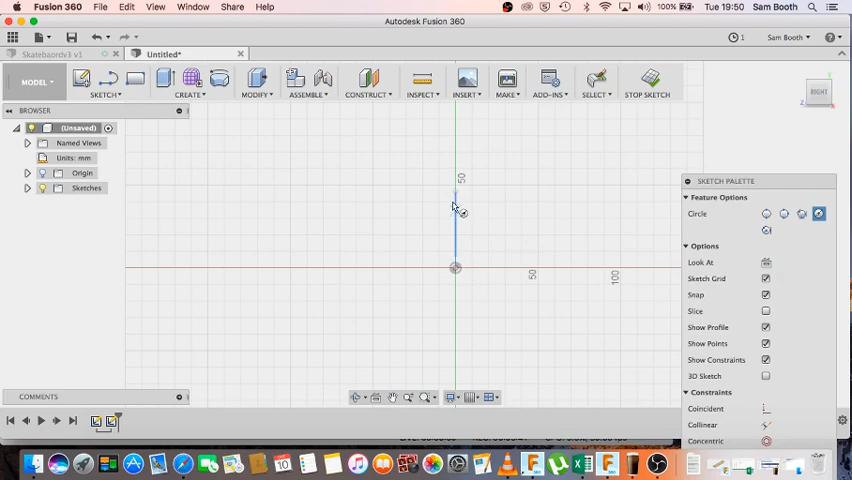 Fusion 360 File Edit View Window Share Help 100% Tue 19:50 Sam Booth
Autodesk Fusion 360
1 Sam Booth
Skatebaordv3 v1 Untitled*
MODEL SKETCH CREATE MODIFY ASSEMBLE CONSTRUCT INSPECT INSERT MAKE ADD-INS SELECT STOP SKETCH
RIGHT
BROWSER
(Unsaved)
Named Views
Units: mm
Origin
Sketches
50
50 100
SKETCH PALETTE
Feature Options
Circle
Options
Look At
Sketch Grid
Snap
Slice
Show Profile
Show Points
Show Constraints
3D Sketch
Constraints
Coincident
Collinear
Concentric
COMMENTS
10